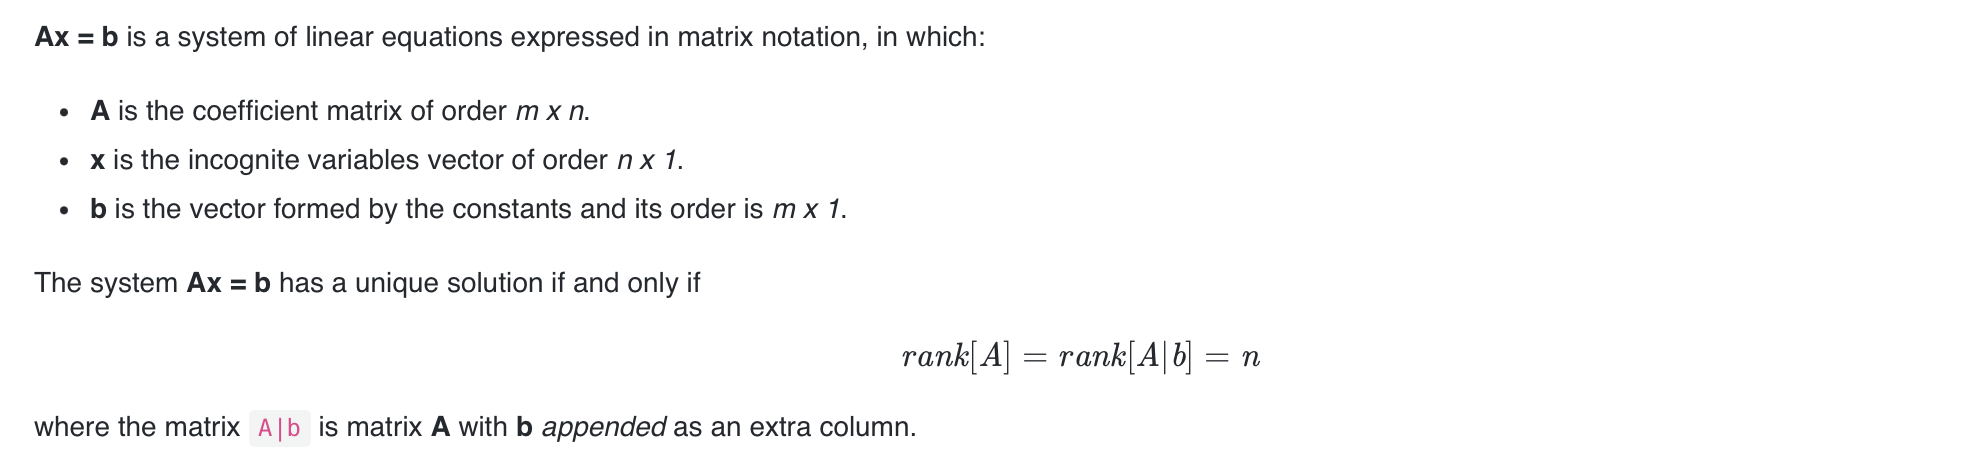 Ax = b is a system of linear equations expressed in matrix notation, in which:
• A is the coefficient matrix of order m x n.
• x is the incognite variables vector of order n x 1.
• b is the vector formed by the constants and its order is m x 1.
The system Ax = b has a unique solution if and only if
rank[A] = rank[A|b] = n
where the matrix A|b is matrix A with b appended as an extra column.